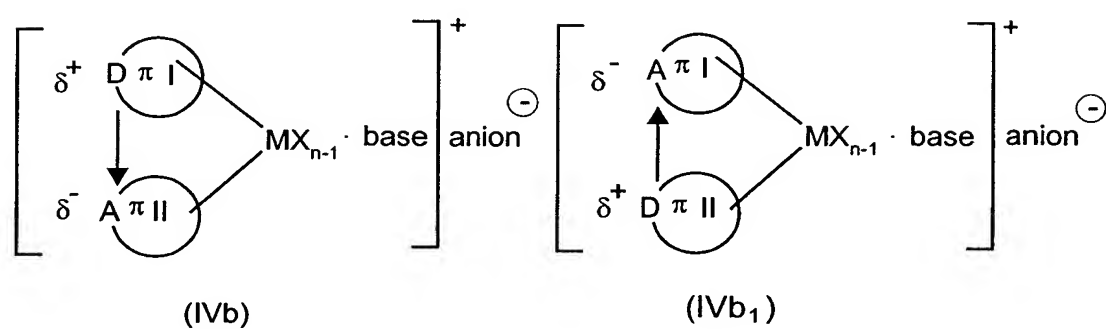 + +
δ+ D π I δ- A π I
MXn-1 · base anion⊖ MXn-1 · base anion⊖
δ- A π II δ+ D π II
(IVb) (IVb1)